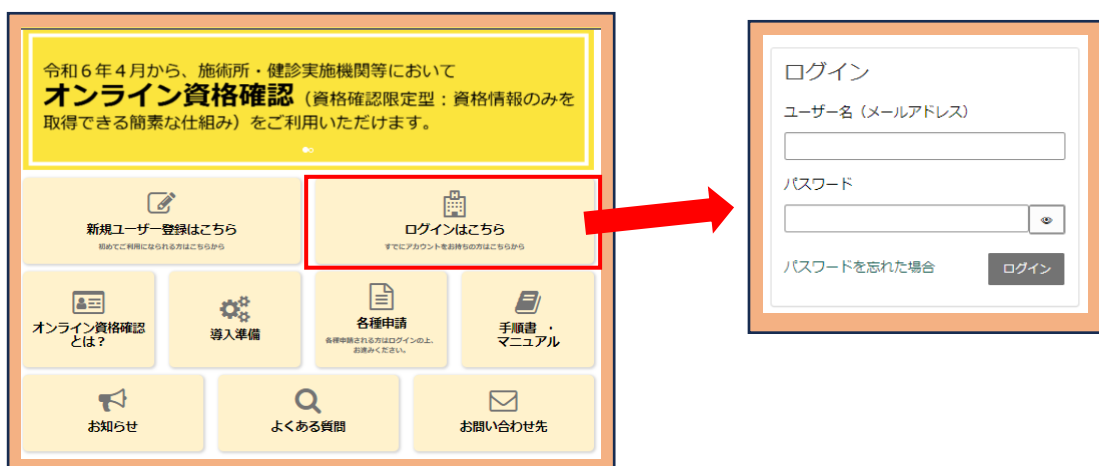 令和６年４月から、施術所・健診実施機関等において
オンライン資格確認（資格確認限定型：資格情報のみを
取得できる簡素な仕組み）をご利用いただけます。
新規ユーザー登録はこちら
初めてご利用になられる方はこちらから
ログインはこちら
すでにアカウントをお持ちの方はこちらから
オンライン資格確認
とは？
導入準備
各種申請
各種申請される方はログインの上、
お進みください。
手順書 ・
マニュアル
お知らせ
よくある質問
お問い合わせ先
ログイン
ユーザー名（メールアドレス）
パスワード
パスワードを忘れた場合
ログイン